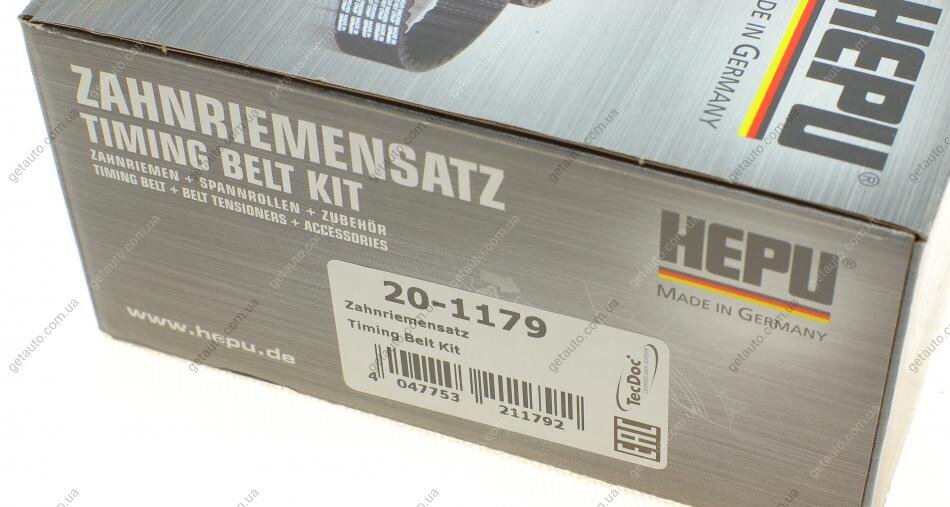 MADE IN GERMANY
HEPU®
ZAHNRIEMENSATZ
TIMING BELT KIT
ZAHNRIEMEN + SPANNROLLEN + ZUBEHÖR
TIMING BELT + BELT TENSIONERS + ACCESSORIES
HEPU®
MADE IN GERMANY
www.hepu.de
20-1179
Zahnriemensatz
Timing Belt Kit
4 047753 211792
TecDoc
EAC
getauto.com.ua